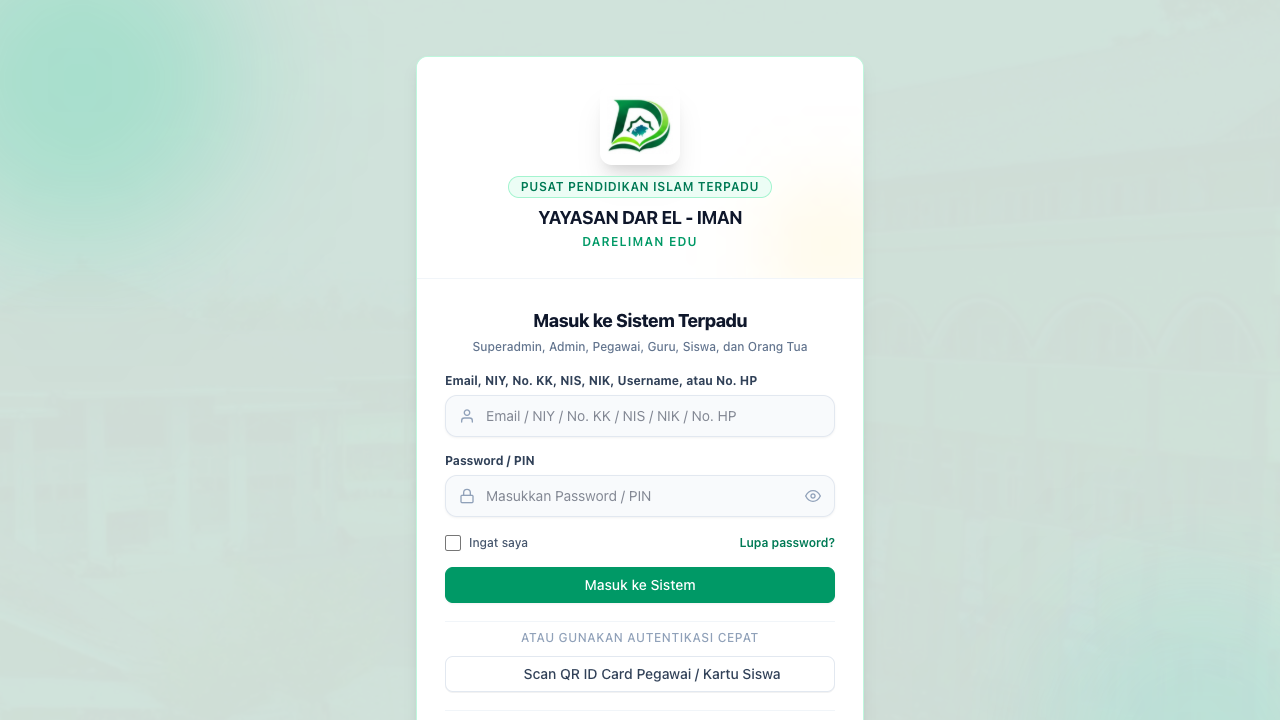 PUSAT PENDIDIKAN ISLAM TERPADU
YAYASAN DAR EL - IMAN
DARELIMAN EDU
Masuk ke Sistem Terpadu
Superadmin, Admin, Pegawai, Guru, Siswa, dan Orang Tua
Email, NIY, No. KK, NIS, NIK, Username, atau No. HP
Email / NIY / No. KK / NIS / NIK / No. HP
Password / PIN
Masukkan Password / PIN
Ingat saya
Lupa password?
Masuk ke Sistem
ATAU GUNAKAN AUTENTIKASI CEPAT
Scan QR ID Card Pegawai / Kartu Siswa